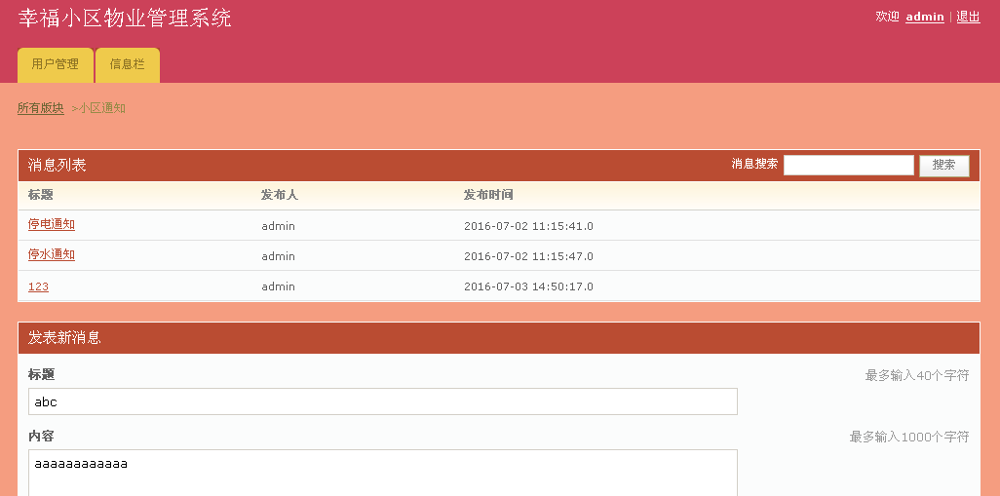 幸福小区物业管理系统
欢迎 admin | 退出
用户管理 信息栏
所有版块 >小区通知
消息列表 消息搜索 搜索
标题 发布人 发布时间
停电通知 admin 2016-07-02 11:15:41.0
停水通知 admin 2016-07-02 11:15:47.0
123 admin 2016-07-03 14:50:17.0
发表新消息
标题 最多输入40个字符
abc
内容 最多输入1000个字符
aaaaaaaaaaaa